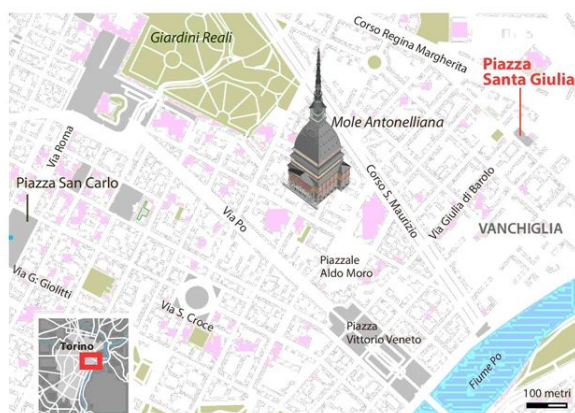 Giardini Reali
Corso Regina Margherita
Piazza
Santa Giulia
Mole Antonelliana
Via Roma
Piazza San Carlo
Via Po
Corso S. Maurizio
Via Giulia di Barolo
VANCHIGLIA
Piazzale
Aldo Moro
Via G. Giolitti
Via S. Croce
Piazza
Vittorio Veneto
Torino
Fiume Po
100 metri